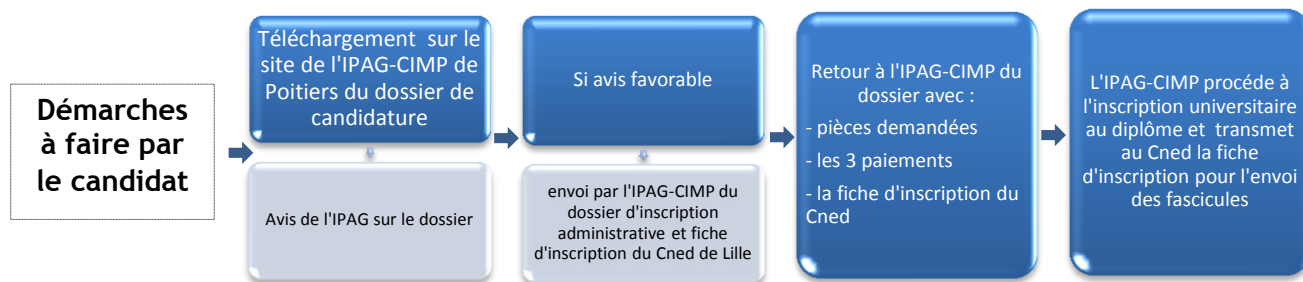 Démarches
à faire par
le candidat
Téléchargement sur le
site de l'IPAG-CIMP de
Poitiers du dossier de
candidature
Avis de l'IPAG sur le dossier
Si avis favorable
envoi par l'IPAG-CIMP du
dossier d'inscription
administrative et fiche
d'inscription du Cned de Lille
Retour à l'IPAG-CIMP du
dossier avec :
- pièces demandées
- les 3 paiements
- la fiche d'inscription du
Cned
L'IPAG-CIMP procéde à
l'inscription universitaire
au diplôme et transmet
au Cned la fiche
d'inscription pour l'envoi
des fascicules